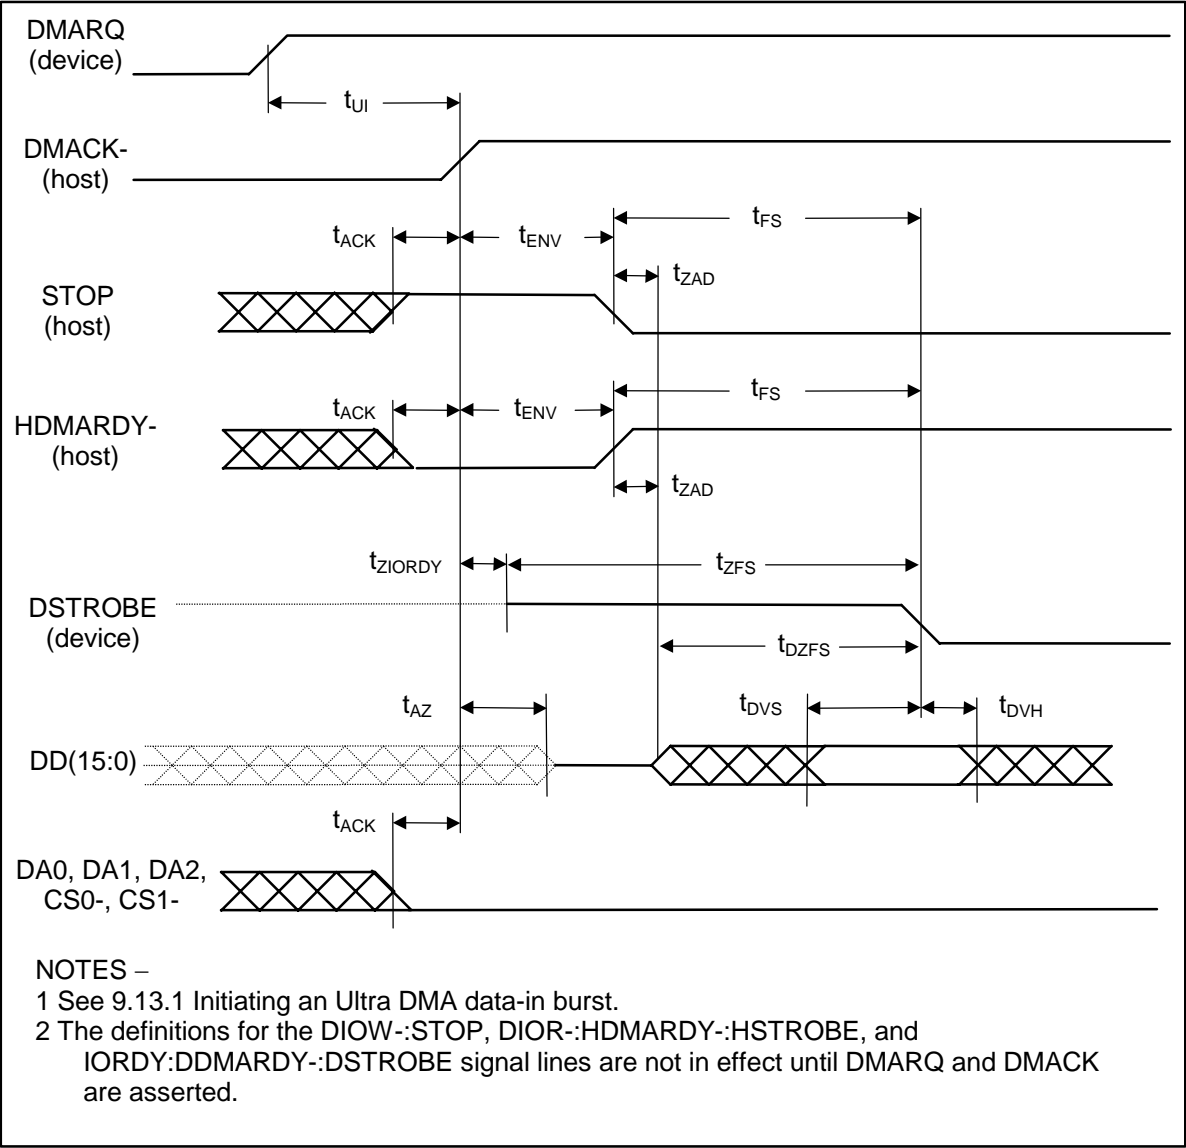 DMARQ
(device)
tUI
DMACK-
(host)
tFS
tACK
tENV
tZAD
STOP
(host)
tFS
tACK
tENV
HDMARDY-
(host)
tZAD
tZIORDY
tZFS
DSTROBE
(device)
tDZFS
tAZ
tDVS
tDVH
DD(15:0)
tACK
DA0, DA1, DA2,
CS0-, CS1-
NOTES –
1 See 9.13.1 Initiating an Ultra DMA data-in burst.
2 The definitions for the DIOW-:STOP, DIOR-:HDMARDY-:HSTROBE, and
IORDY:DDMARDY-:DSTROBE signal lines are not in effect until DMARQ and DMACK
are asserted.